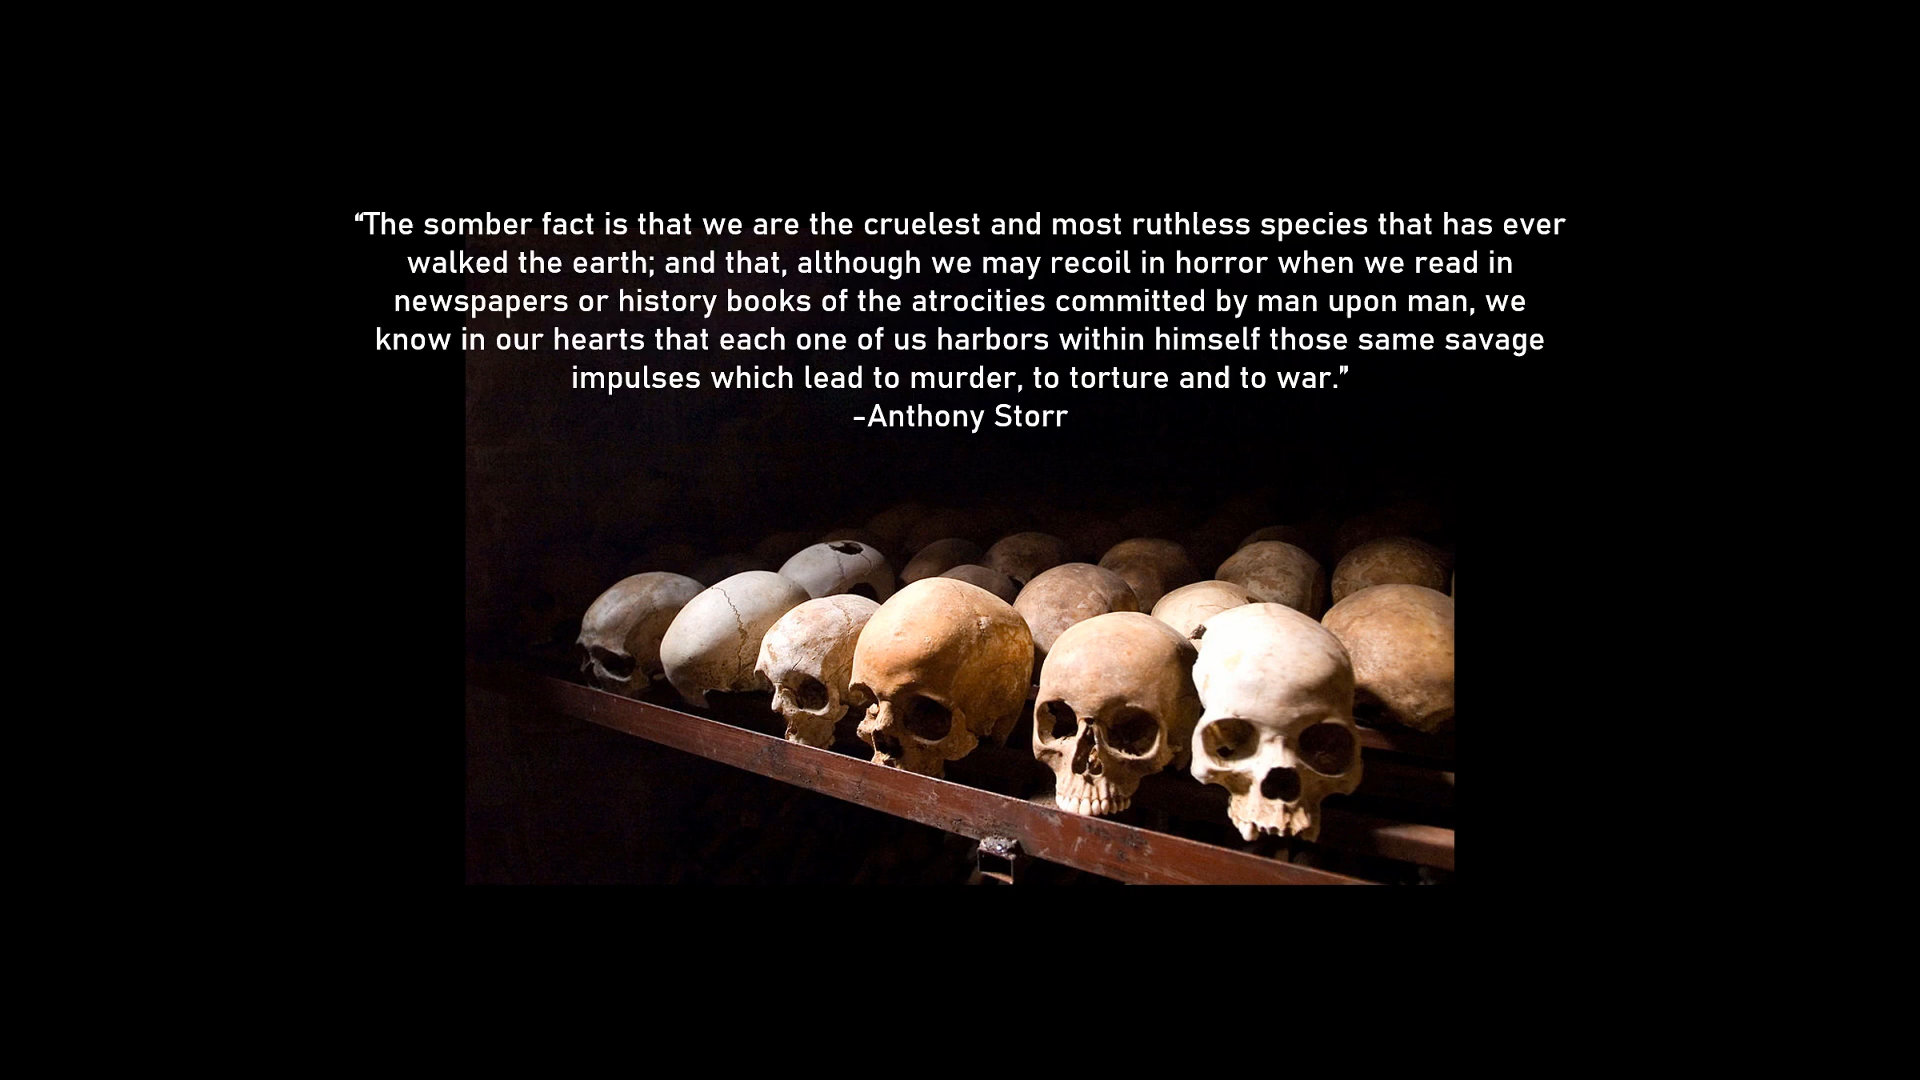 “The somber fact is that we are the cruelest and most ruthless species that has ever
walked the earth; and that, although we may recoil in horror when we read in
newspapers or history books of the atrocities committed by man upon man, we
know in our hearts that each one of us harbors within himself those same savage
impulses which lead to murder, to torture and to war.”
-Anthony Storr